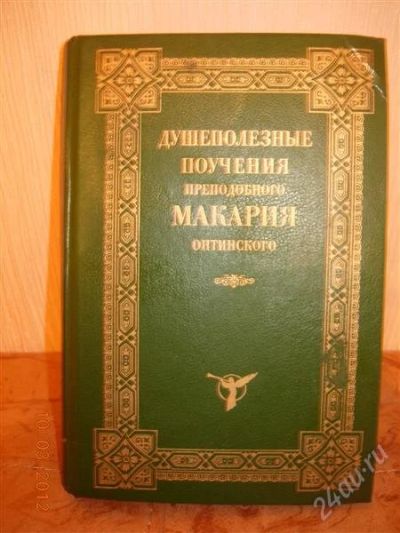 ДУШЕПОЛЕЗНЫЕ
ПОУЧЕНИЯ
ПРЕПОДОБНОГО
МАКАРИЯ
ОПТИНСКОГО
10/03/2012
24au.ru